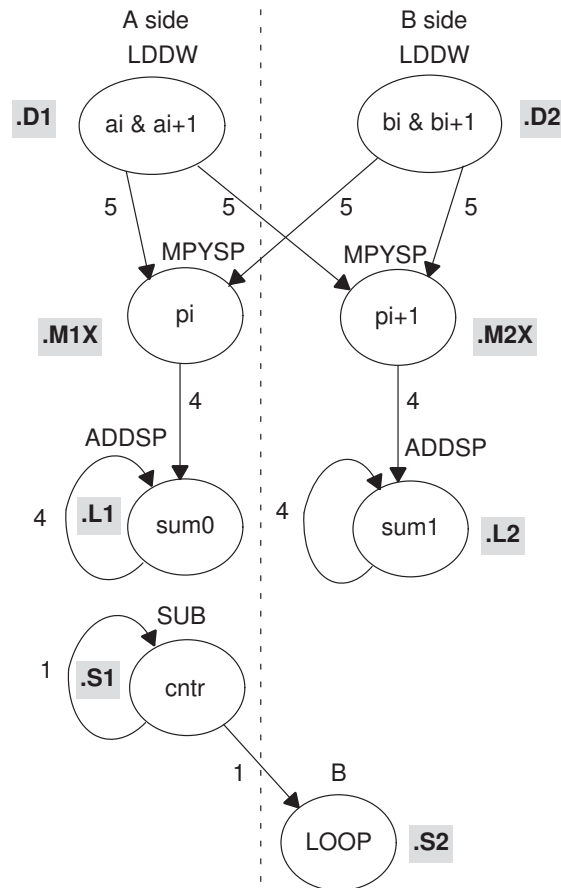 A side
B side
LDDW
LDDW
.D1
ai & ai+1
bi & bi+1
.D2
5
5
5
5
MPYSP
MPYSP
pi
pi+1
.M1X
.M2X
4
4
ADDSP
ADDSP
4
.L1
sum0
4
sum1
.L2
SUB
1
.S1
cntr
1
B
LOOP
.S2